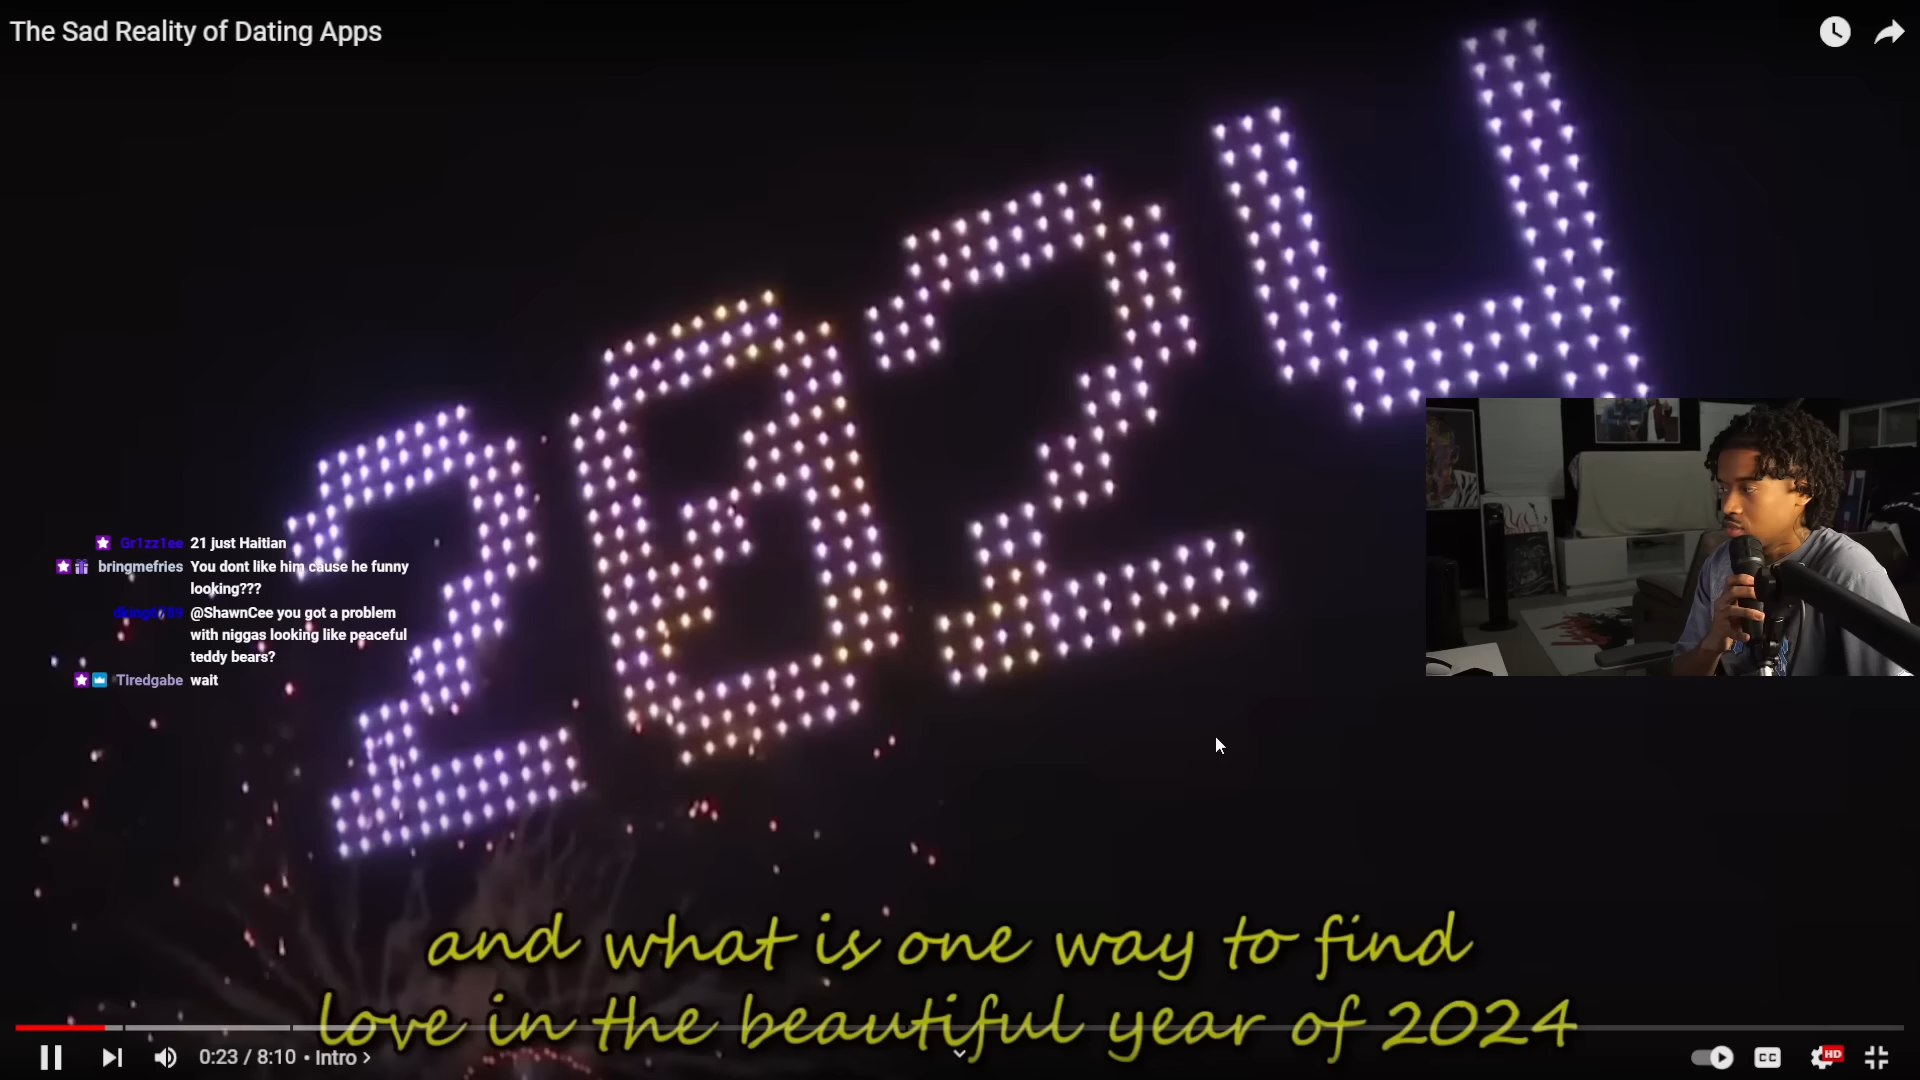 The Sad Reality of Dating Apps
2024
Gr1zz1ee 21 just Haitian
bringmefries You dont like him cause he funny
looking???
@ShawnCee you got a problem
with niggas looking like peaceful
teddy bears?
Tiredgabe wait
and what is one way to find
love in the beautiful year of 2024
0:23 / 8:10 • Intro >
CC
HD